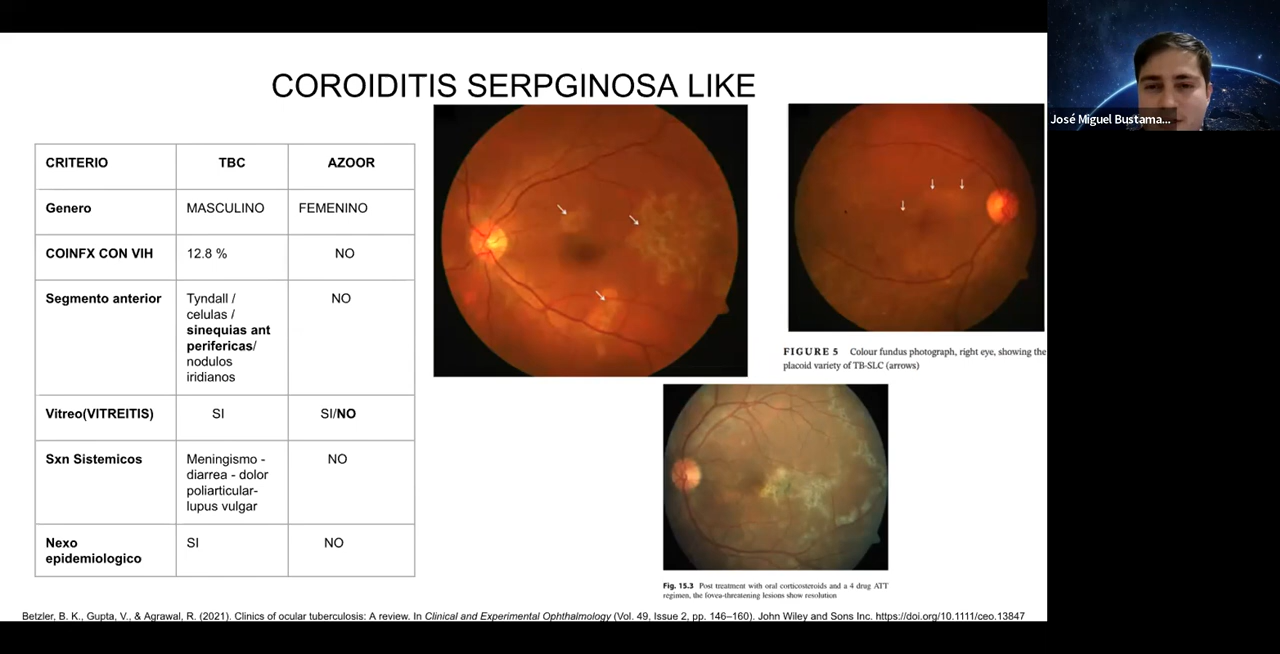 COROIDITIS SERPGINOSA LIKE
José Miguel Bustama...
CRITERIO TBC AZOOR
Genero MASCULINO FEMENINO
COINFX CON VIH 12.8 % NO
Segmento anterior Tyndall / NO
celulas /
sinequias ant
perifericas/
nodulos
iridianos
Vitreo(VITREITIS) SI SI/NO
Sxn Sistemicos Meningismo - NO
diarrea - dolor
poliarticular-
lupus vulgar
Nexo SI NO
epidemiologico
FIGURE 5 Colour fundus photograph, right eye, showing the
placoid variety of TB-SLC (arrows)
Fig. 15.3 Post treatment with oral corticosteroids and a 4 drug ATT
regimen, the fovea-threatening lesions show resolution
Betzler, B. K., Gupta, V., & Agrawal, R. (2021). Clinics of ocular tuberculosis: A review. In Clinical and Experimental Ophthalmology (Vol. 49, Issue 2, pp. 146–160). John Wiley and Sons Inc. https://doi.org/10.1111/ceo.13847